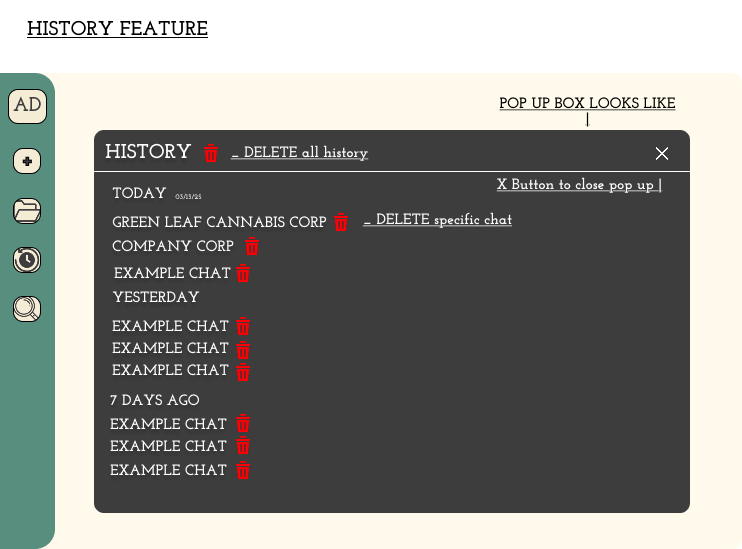 HISTORY FEATURE
AD
POP UP BOX LOOKS LIKE
HISTORY _ DELETE all history
X Button to close pop up |
TODAY 03/13/25
GREEN LEAF CANNABIS CORP _ DELETE specific chat
COMPANY CORP
EXAMPLE CHAT
YESTERDAY
EXAMPLE CHAT
EXAMPLE CHAT
EXAMPLE CHAT
7 DAYS AGO
EXAMPLE CHAT
EXAMPLE CHAT
EXAMPLE CHAT